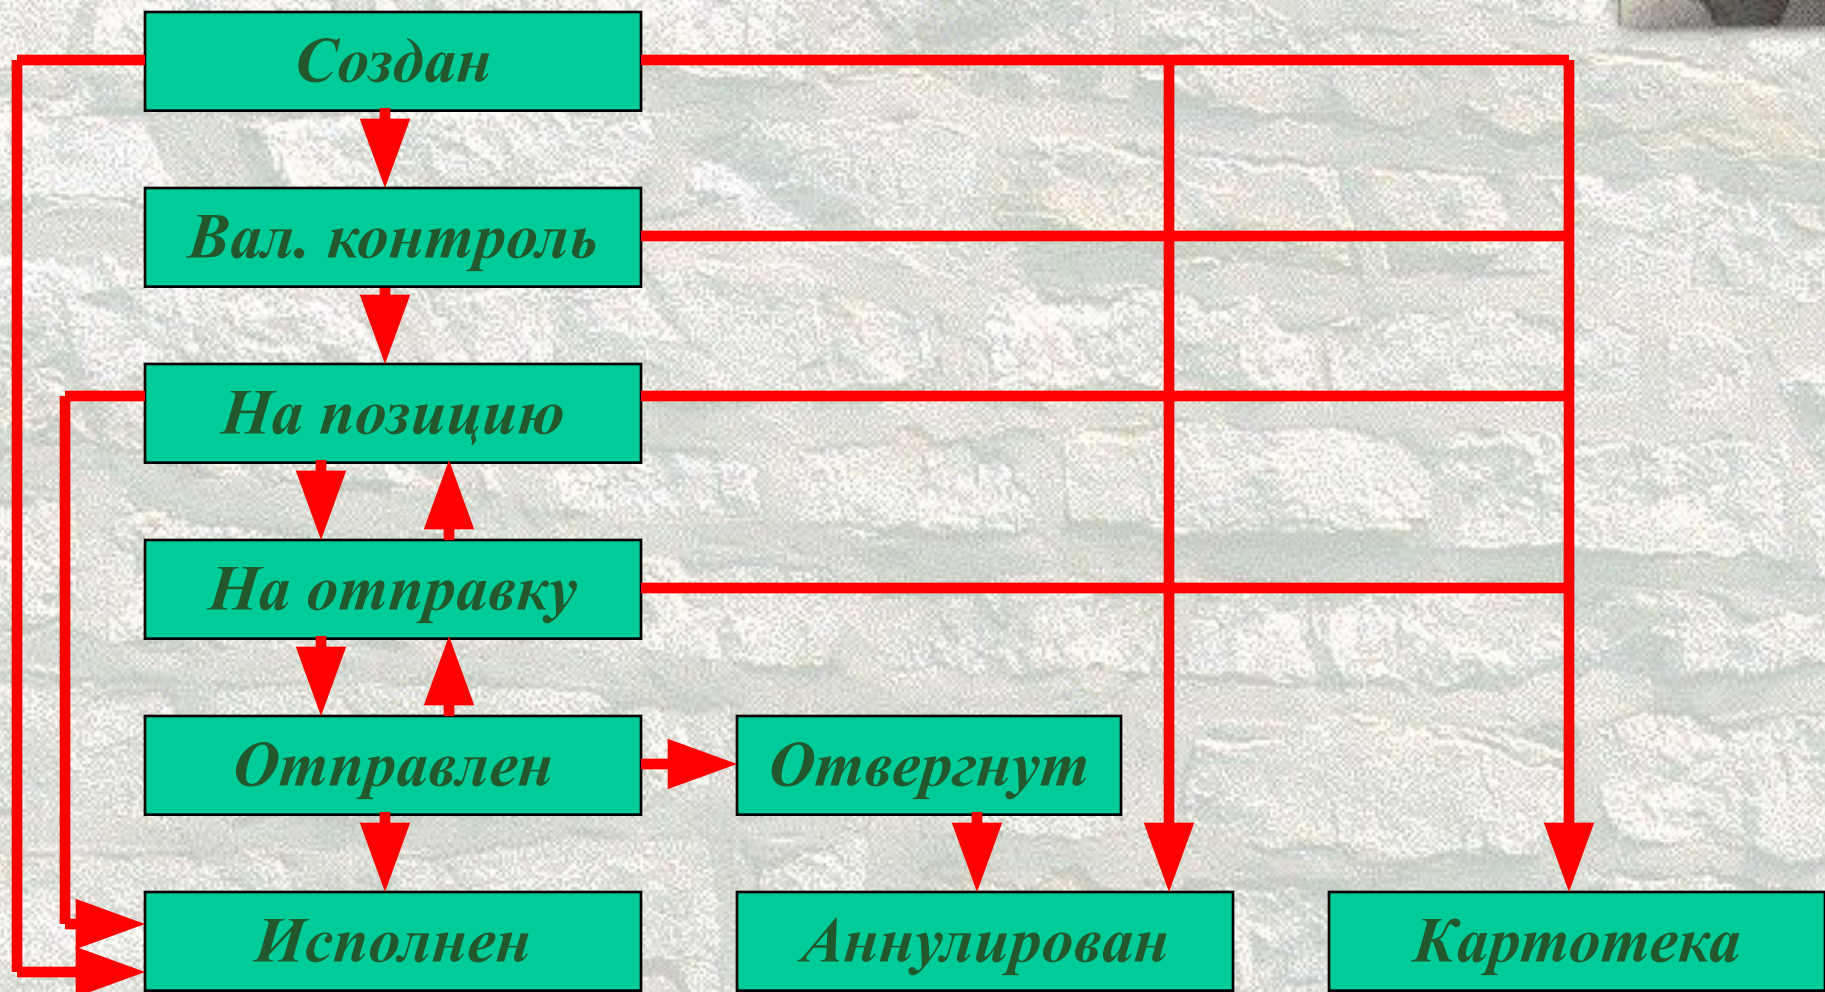 Создан
Вал. контроль
На позицию
На отправку
Отправлен
Отвергнут
Исполнен
Аннулирован
Картотека